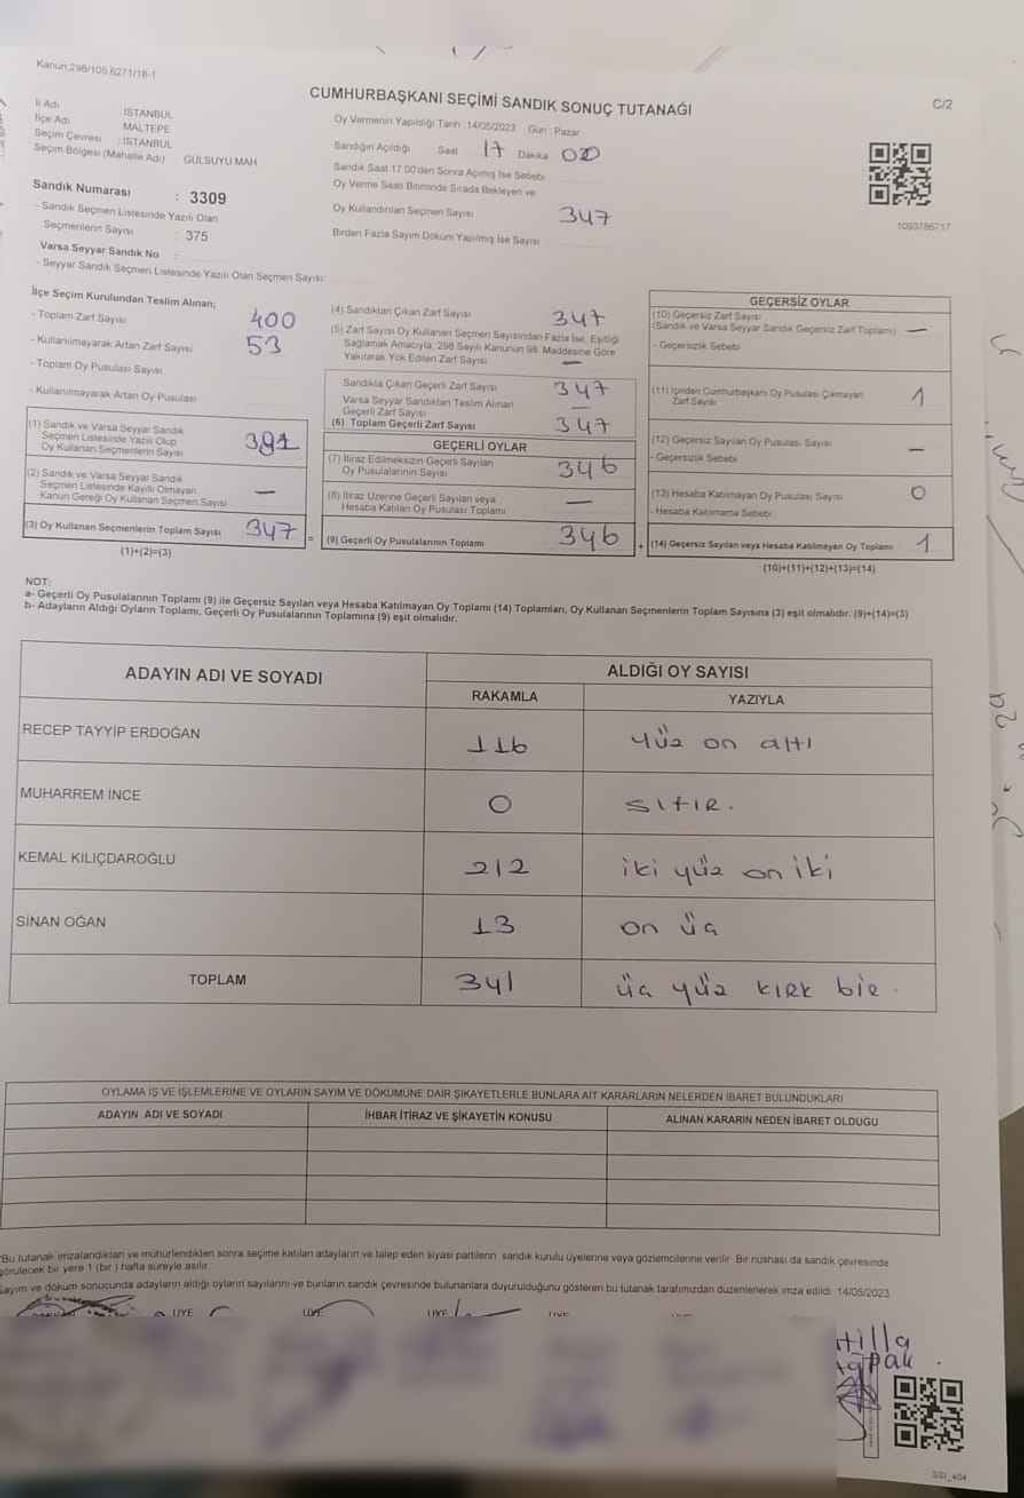 Kanun:298/105,6271/18-1
CUMHURBAŞKANI SEÇİMİ SANDIK SONUÇ TUTANAĞI
C/2
İl Adı : İSTANBUL
İlçe Adı MALTEPE
Seçim Çevresi : İSTANBUL
Seçim Bölgesi (Mahalle Adı) GÜLSUYU MAH
Sandık Numarası : 3309
- Sandık Seçmen Listesinde Yazılı Olan
Seçmenlerin Sayısı : 375
Varsa Seyyar Sandık No :
- Seyyar Sandık Seçmen Listesinde Yazılı Olan Seçmen Sayısı:
Oy Vermenin Yapıldığı Tarih :14/05/2023 Gün : Pazar
Sandığın Açıldığı Saat 17 Dakika 00
Sandık Saat 17.00'den Sonra Açılmış İse Sebebi
Oy Verme Saati Bitiminde Sırada Bekleyen ve
Oy Kullandırılan Seçmen Sayısı 347
Birden Fazla Sayım Döküm Yapılmış İse Sayısı
1093786717
İlçe Seçim Kurulundan Teslim Alınan;
- Toplam Zarf Sayısı 400
- Kullanılmayarak Artan Zarf Sayısı 53
- Toplam Oy Pusulası Sayısı
- Kullanılmayarak Artan Oy Pusulası
(1) Sandık ve Varsa Seyyar Sandık
Seçmen Listesinde Yazılı Olup
Oy Kullanan Seçmenlerin Sayısı
(2) Sandık ve Varsa Seyyar Sandık
Seçmen Listesinde Kayıtlı Olmayan
Kanun Gereği Oy Kullanan Seçmen Sayısı —
(3) Oy Kullanan Seçmenlerin Toplam Sayısı 347
(1)+(2)=(3)
(4) Sandıktan Çıkan Zarf Sayısı 347
(5) Zarf Sayısı Oy Kullanan Seçmen Sayısından Fazla İse, Eşitliği
Sağlamak Amacıyla, 298 Sayılı Kanunun 98. Maddesine Göre
Yakılarak Yok Edilen Zarf Sayısı —
Sandıkta Çıkan Geçerli Zarf Sayısı 347
Varsa Seyyar Sandıktan Teslim Alınan
Geçerli Zarf Sayısı —
(6) Toplam Geçerli Zarf Sayısı 347
GEÇERLİ OYLAR
(7) İtiraz Edilmeksizin Geçerli Sayılan
Oy Pusulalarının Sayısı 346
(8) İtiraz Üzerine Geçerli Sayılan veya
Hesaba Katılan Oy Pusulası Toplamı —
(9) Geçerli Oy Pusulalarının Toplamı 346
=
+
GEÇERSİZ OYLAR
(10) Geçersiz Zarf Sayısı
(Sandık ve Varsa Seyyar Sandık Geçersiz Zarf Toplamı) —
- Geçersizlik Sebebi
(11) İçinden Cumhurbaşkanı Oy Pusulası Çıkmayan
Zarf Sayısı 1
(12) Geçersiz Sayılan Oy Pusulası Sayısı —
- Geçersizlik Sebebi
(13) Hesaba Katılmayan Oy Pusulası Sayısı 0
- Hesaba Katılmama Sebebi
(14) Geçersiz Sayılan veya Hesaba Katılmayan Oy Toplamı 1
(10)+(11)+(12)+(13)=(14)
NOT:
a- Geçerli Oy Pusulalarının Toplamı (9) ile Geçersiz Sayılan veya Hesaba Katılmayan Oy Toplamı (14) Toplamları, Oy Kullanan Seçmenlerin Toplam Sayısına (3) eşit olmalıdır. (9)+(14)=(3)
b- Adayların Aldığı Oyların Toplamı, Geçerli Oy Pusulalarının Toplamına (9) eşit olmalıdır.
ADAYIN ADI VE SOYADI
ALDIĞI OY SAYISI
RAKAMLA YAZIYLA
RECEP TAYYİP ERDOĞAN 116 yüz on altı
MUHARREM İNCE 0 sıfır.
KEMAL KILIÇDAROĞLU 212 iki yüz on iki
SİNAN OĞAN 13 on üç
TOPLAM 341 üç yüz kırk bir.
OYLAMA İŞ VE İŞLEMLERİNE VE OYLARIN SAYIM VE DÖKÜMÜNE DAİR ŞİKAYETLERLE BUNLARA AİT KARARLARIN NELERDEN İBARET BULUNDUKLARI
ADAYIN ADI VE SOYADI İHBAR İTİRAZ VE ŞİKAYETİN KONUSU ALINAN KARARIN NEDEN İBARET OLDUĞU
*Bu tutanak imzalandıktan ve mühürlendikten sonra seçime katılan adayların ve talep eden siyasi partilerin sandık kurulu üyelerine veya gözlemcilerine verilir. Bir nüshası da sandık çevresinde
görülecek bir yere 1 (bir) hafta süreyle asılır.
Sayım ve döküm sonucunda adayların aldığı oyların sayılarını ve bunların sandık çevresinde bulunanlara duyurulduğunu gösteren bu tutanak tarafımızdan düzenlenerek imza edildi. 14/05/2023
ÜYE ÜYE ÜYE ÜYE